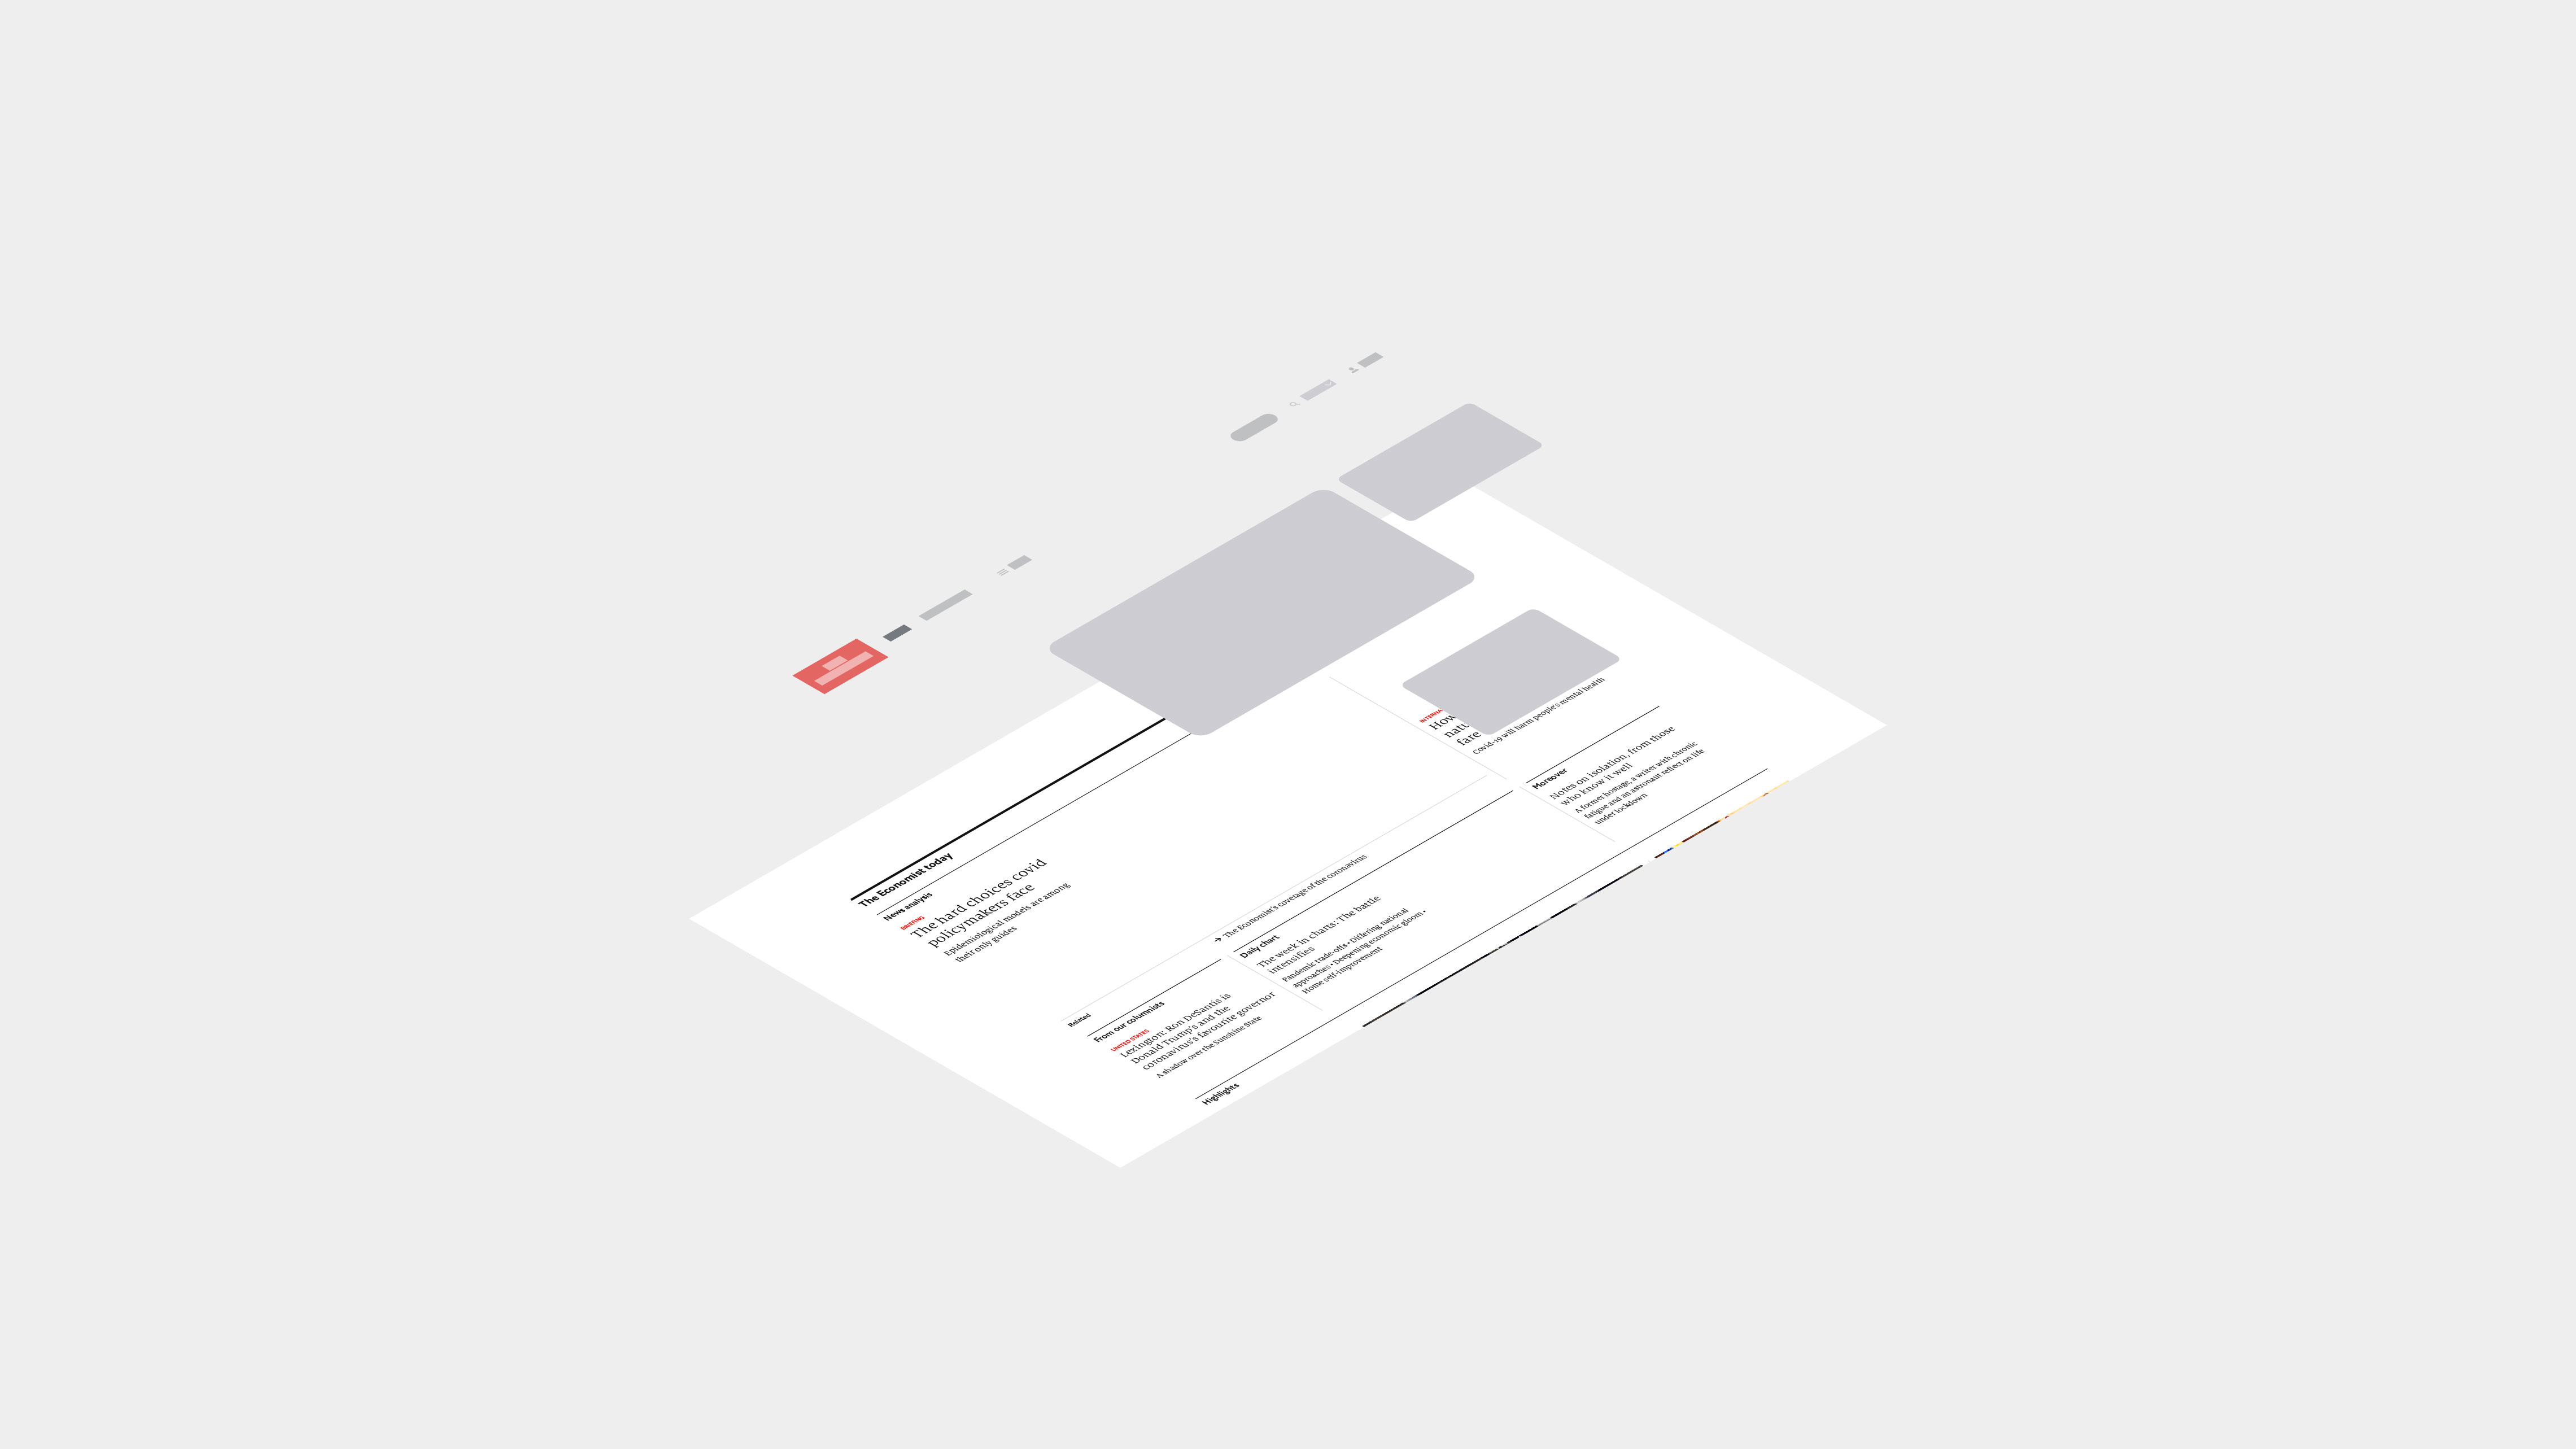 The Economist today
News analysis
BRIEFING
The hard choices covid
policymakers face
Epidemiological models are among
their only guides
How
fare
Covid-19 will harm people's mental health
Related
→ The Economist's coverage of the coronavirus
From our columnists
UNITED STATES
Lexington: Ron DeSantis is
Donald Trump's and the
coronavirus's favourite governor
A shadow over the Sunshine State
Daily chart
The week in charts: The battle
intensifies
Pandemic trade-offs • Differing national
approaches • Deepening economic gloom •
Home self-improvement
Moreover
Notes on isolation, from those
who know it well
A former hostage, a writer with chronic
fatigue and an astronaut reflect on life
under lockdown
Highlights